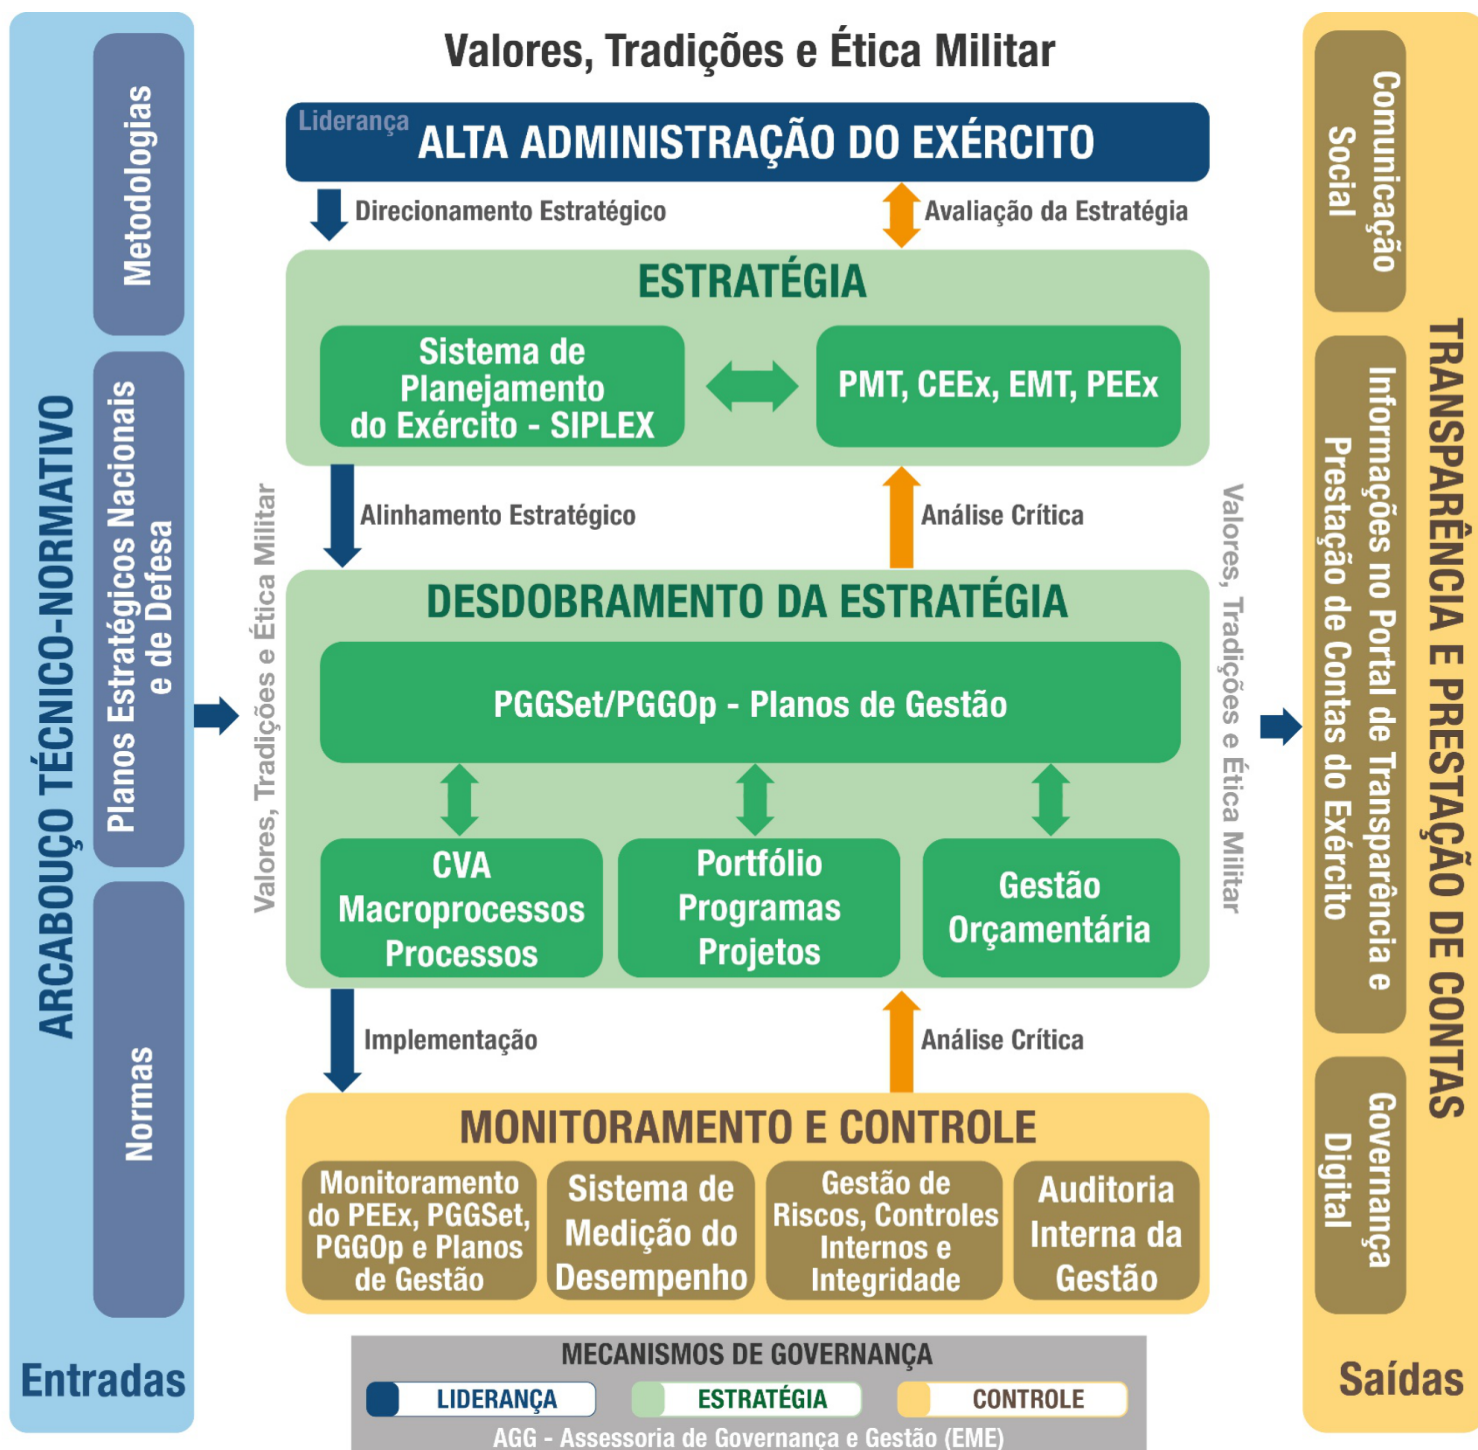 Valores, Tradições e Ética Militar
Liderança
ALTA ADMINISTRAÇÃO DO EXÉRCITO
Direcionamento Estratégico
Avaliação da Estratégia
ESTRATÉGIA
Sistema de
Planejamento
do Exército - SIPLEX
PMT, CEEx, EMT, PEEx
Alinhamento Estratégico
Análise Crítica
DESDOBRAMENTO DA ESTRATÉGIA
PGGSet/PGGOp - Planos de Gestão
CVA
Macroprocessos
Processos
Portfólio
Programas
Projetos
Gestão
Orçamentária
Implementação
Análise Crítica
MONITORAMENTO E CONTROLE
Monitoramento
do PEEx, PGGSet,
PGGOp e Planos
de Gestão
Sistema de
Medição do
Desempenho
Gestão de
Riscos, Controles
Internos e
Integridade
Auditoria
Interna da
Gestão
MECANISMOS DE GOVERNANÇA
LIDERANÇA
ESTRATÉGIA
CONTROLE
AGG - Assessoria de Governança e Gestão (EME)
ARCABOUÇO TÉCNICO-NORMATIVO
Metodologias
Planos Estratégicos Nacionais
e de Defesa
Normas
Entradas
Valores, Tradições e Ética Militar
Valores, Tradições e Ética Militar
TRANSPARÊNCIA E PRESTAÇÃO DE CONTAS
Comunicação
Social
Informações no Portal de Transparência e
Prestação de Contas do Exército
Governança
Digital
Saídas